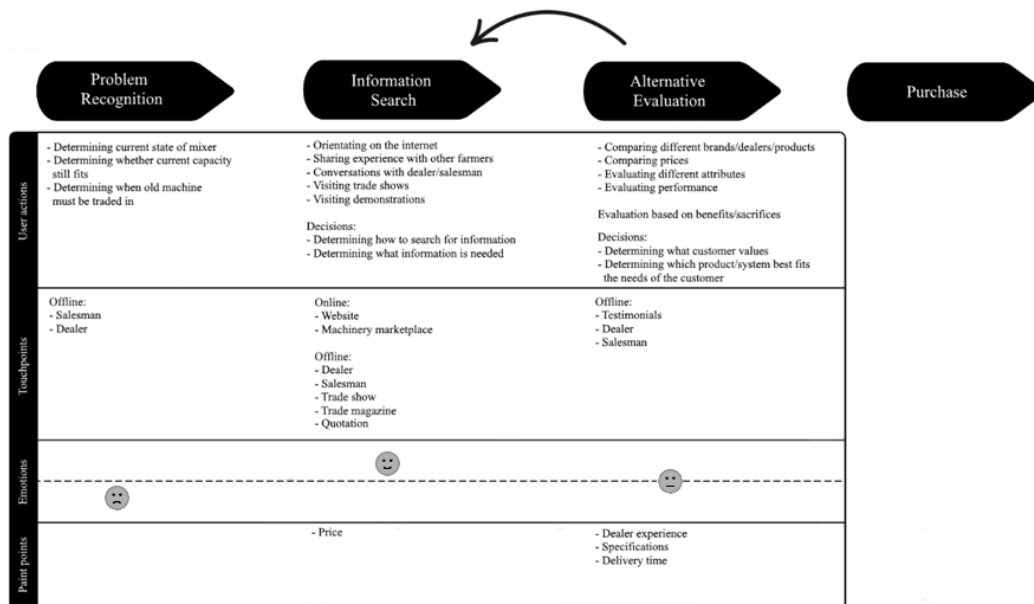 Problem
Recognition
Information
Search
Alternative
Evaluation
Purchase
User actions
- Determining current state of mixer
- Determining whether current capacity
still fits
- Determining when old machine
must be traded in
- Orientating on the internet
- Sharing experience with other farmers
- Conversations with dealer/salesman
- Visiting trade shows
- Visiting demonstrations
Decisions:
- Determining how to search for information
- Determining what information is needed
- Comparing different brands/dealers/products
- Comparing prices
- Evaluating different attributes
- Evaluating performance
Evaluation based on benefits/sacrifices
Decisions:
- Determining what customer values
- Determining which product/system best fits
the needs of the customer
Touchpoints
Offline:
- Salesman
- Dealer
Online:
- Website
- Machinery marketplace
Offline:
- Dealer
- Salesman
- Trade show
- Trade magazine
- Quotation
Offline:
- Testimonials
- Dealer
- Salesman
Emotions
Paint points
- Price
- Dealer experience
- Specifications
- Delivery time